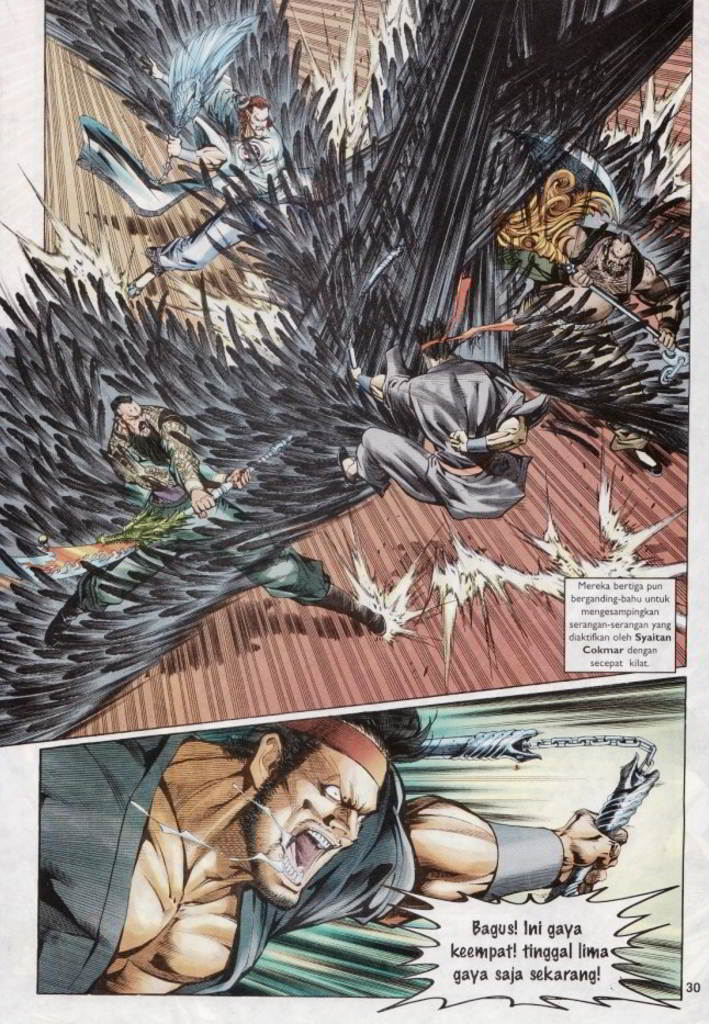 Mereka bertiga pun
berganding-bahu untuk
mengesampingkan
serangan-serangan yang
diaktifkan oleh Syaitan
Cokmar dengan
secepat kilat.
Bagus! Ini gaya
keempat! tinggal lima
gaya saja sekarang!
30